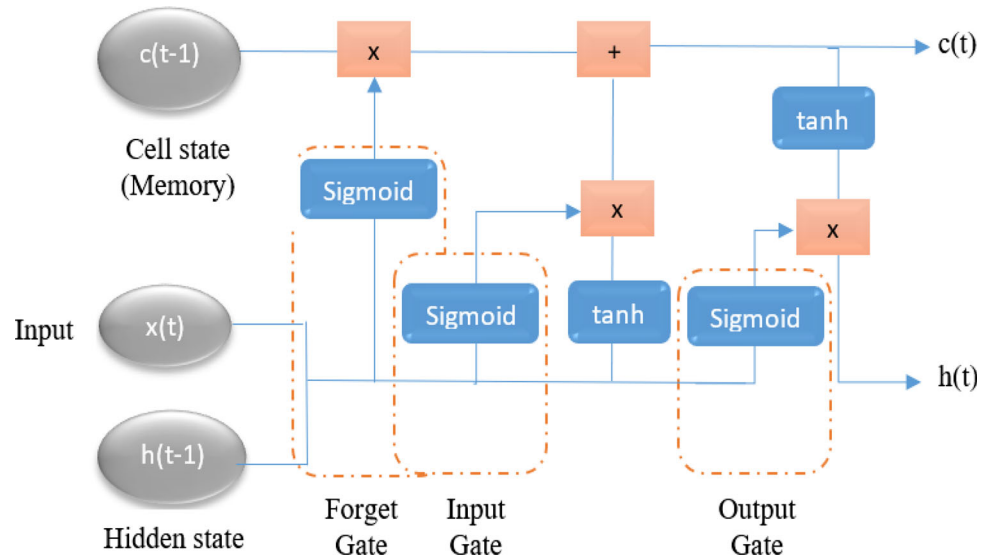 c(t-1)
x
+
c(t)
tanh
Cell state
(Memory)
Sigmoid
x
x
Input
x(t)
Sigmoid
tanh
Sigmoid
h(t)
h(t-1)
Hidden state
Forget
Gate
Input
Gate
Output
Gate